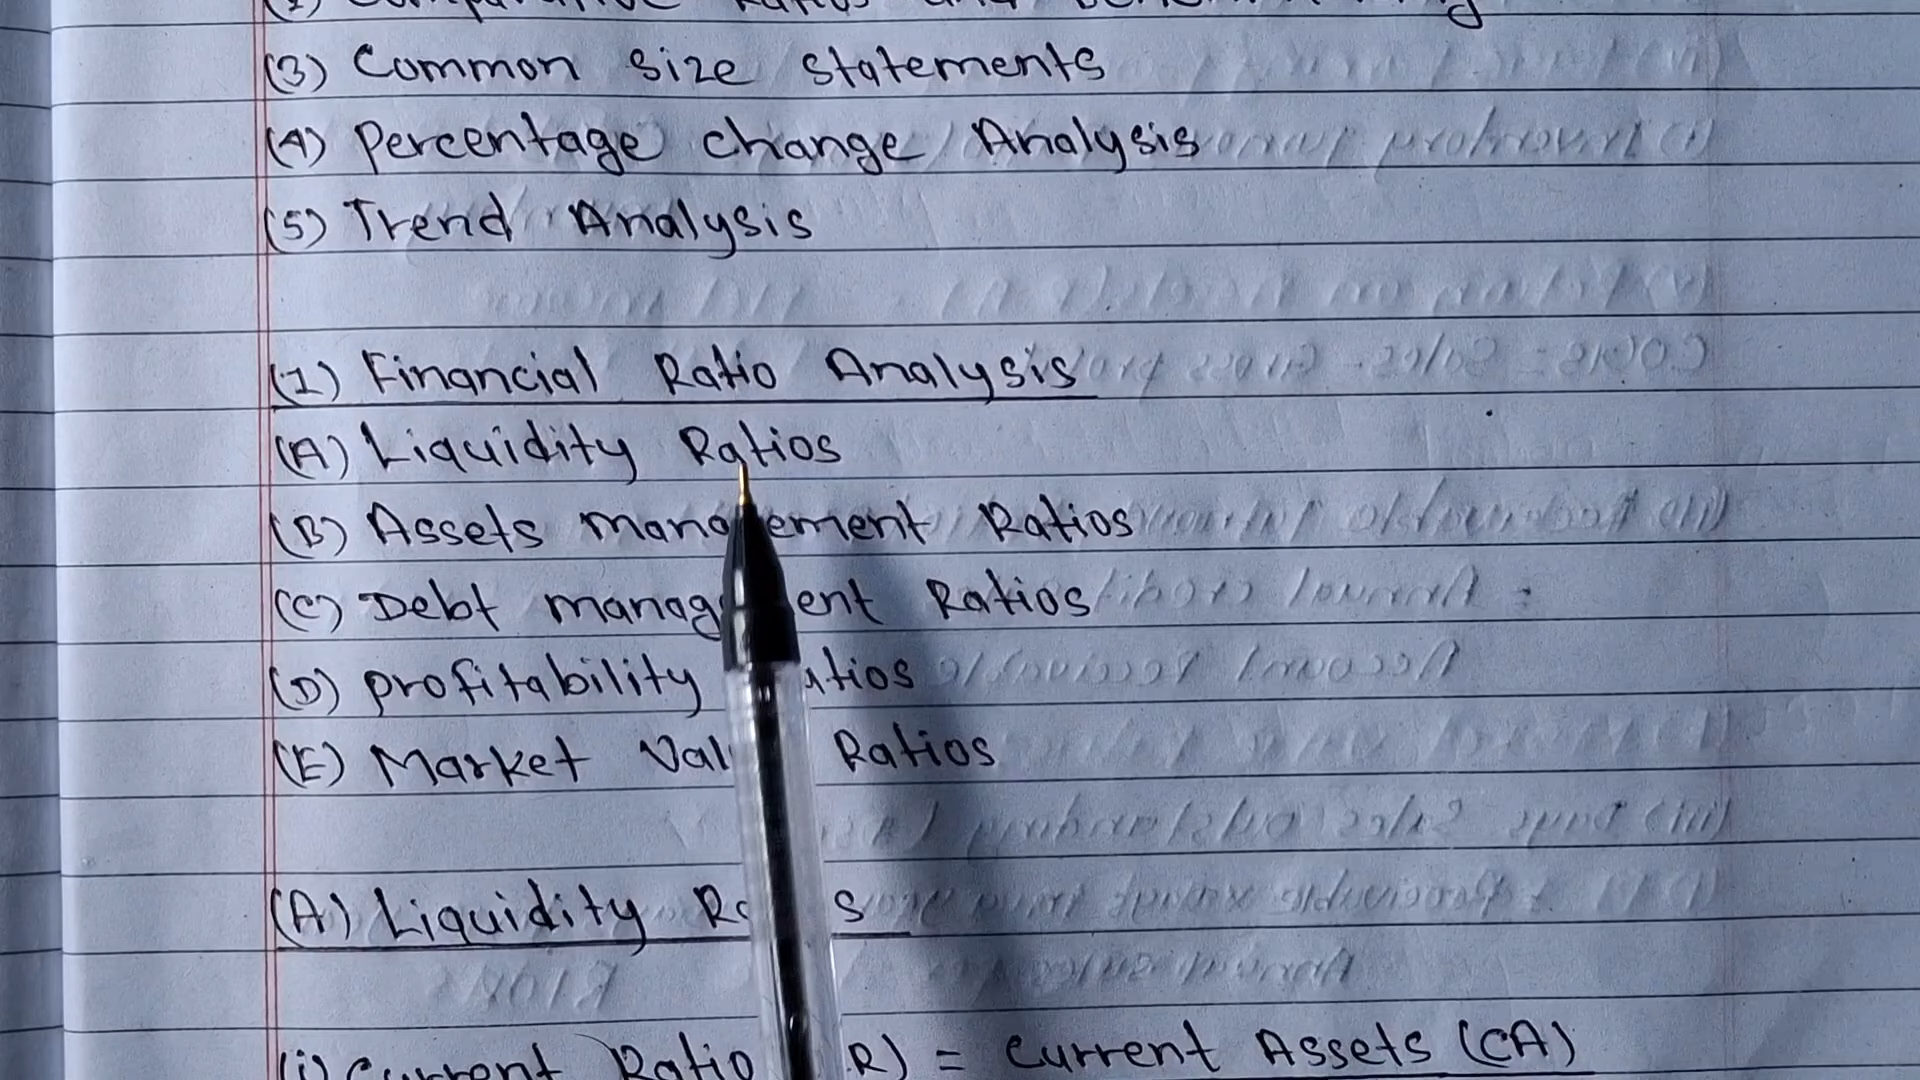 (3) Common size statements
(4) Percentage change Analysis
(5) Trend Analysis
(1) Financial Ratio Analysis
(A) Liquidity Ratios
(B) Assets management Ratios
(C) Debt management Ratios
(D) profitability Ratios
(E) Market Value Ratios
(A) Liquidity Ratios
(i) Current Ratio (CR) = Current Assets (CA)